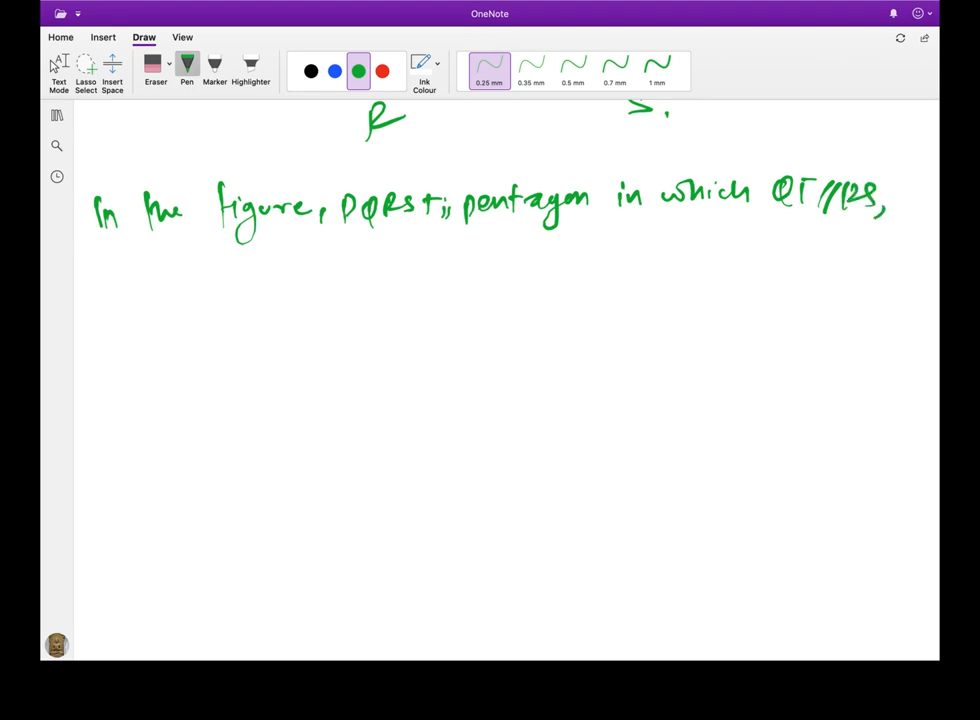 OneNote
Home Insert Draw View
Text Mode Lasso Select Insert Space Eraser Pen Marker Highlighter Ink Colour 0.25 mm 0.35 mm 0.5 mm 0.7 mm 1 mm
R S.
In the figure, PQRST is pentagon in which QT//RS,